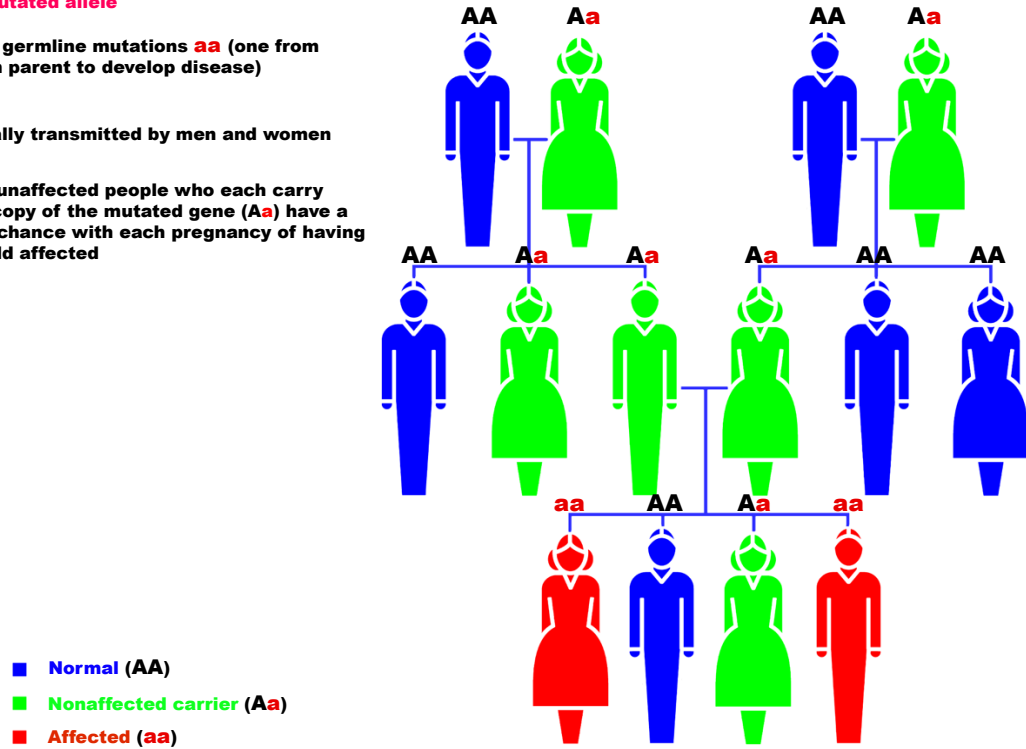 utated allele
germline mutations aa (one from
parent to develop disease)
ally transmitted by men and women
unaffected people who each carry
copy of the mutated gene (Aa) have a
chance with each pregnancy of having
ld affected
AA Aa AA Aa
AA Aa Aa Aa AA AA
aa AA Aa aa
Normal (AA)
Nonaffected carrier (Aa)
Affected (aa)